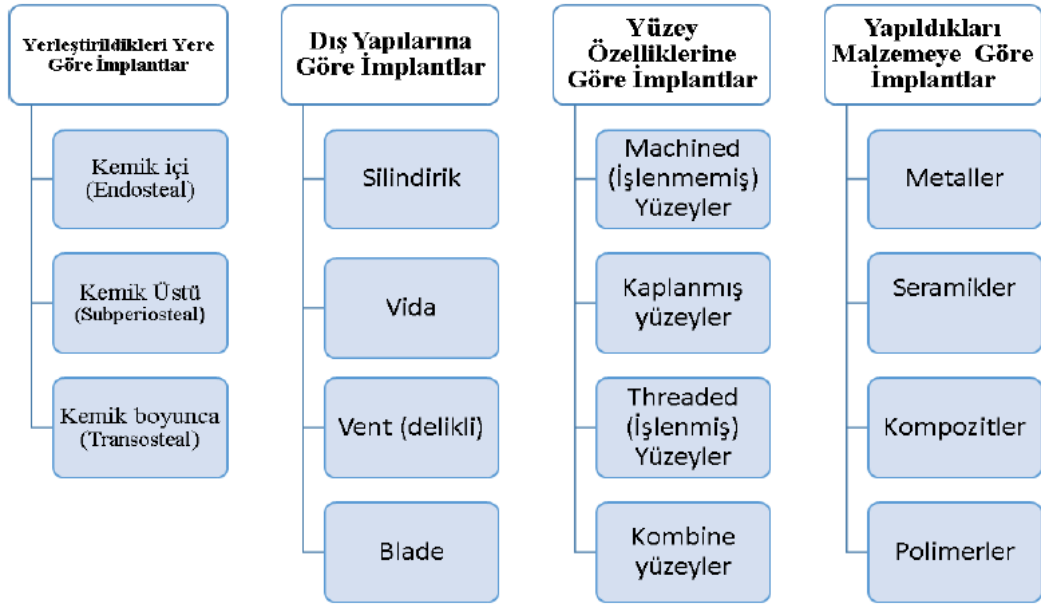 Yerleştirildikleri Yere
Göre İmplantlar
Kemik içi
(Endosteal)
Kemik Üstü
(Subperiosteal)
Kemik boyunca
(Transosteal)
Dış Yapılarına
Göre İmplantlar
Silindirik
Vida
Vent (delikli)
Blade
Yüzey
Özelliklerine
Göre İmplantlar
Machined
(İşlenmemiş)
Yüzeyler
Kaplanmış
yüzeyler
Threaded
(İşlenmiş)
Yüzeyler
Kombine
yüzeyler
Yapıldıkları
Malzemeye Göre
İmplantlar
Metaller
Seramikler
Kompozitler
Polimerler